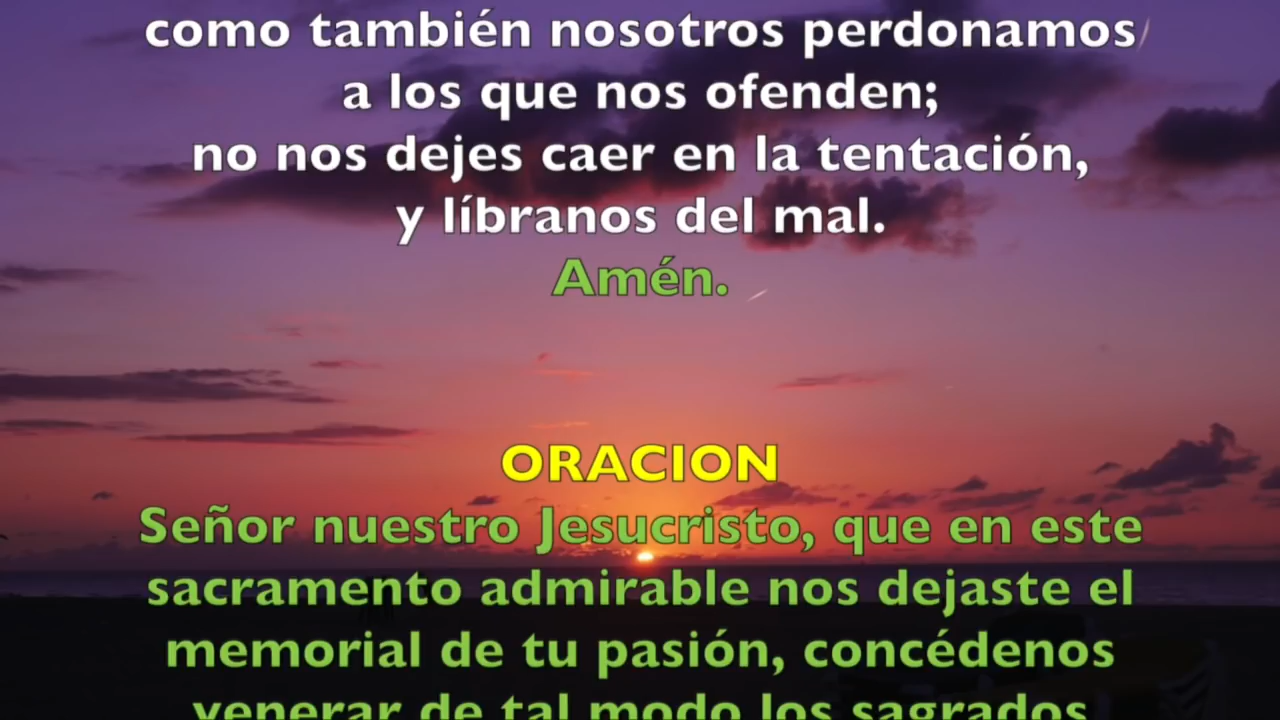 como también nosotros perdonamos
a los que nos ofenden;
no nos dejes caer en la tentación,
y líbranos del mal.
Amén.
ORACION
Señor nuestro Jesucristo, que en este
sacramento admirable nos dejaste el
memorial de tu pasión, concédenos
venerar de tal modo los sagrados